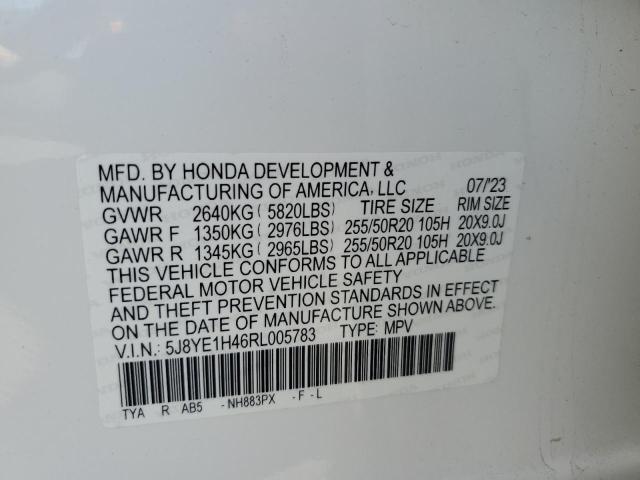 MFD. BY HONDA DEVELOPMENT &
MANUFACTURING OF AMERICA, LLC 07/'23
GVWR 2640KG ( 5820LBS) TIRE SIZE RIM SIZE
GAWR F 1350KG ( 2976LBS) 255/50R20 105H 20X9.0J
GAWR R 1345KG ( 2965LBS) 255/50R20 105H 20X9.0J
THIS VEHICLE CONFORMS TO ALL APPLICABLE
FEDERAL MOTOR VEHICLE SAFETY
AND THEFT PREVENTION STANDARDS IN EFFECT
ON THE DATE OF MANUFACTURE SHOWN ABOVE.
V.I.N.: 5J8YE1H46RL005783 TYPE: MPV
TYA R AB5 -NH883PX -F-L